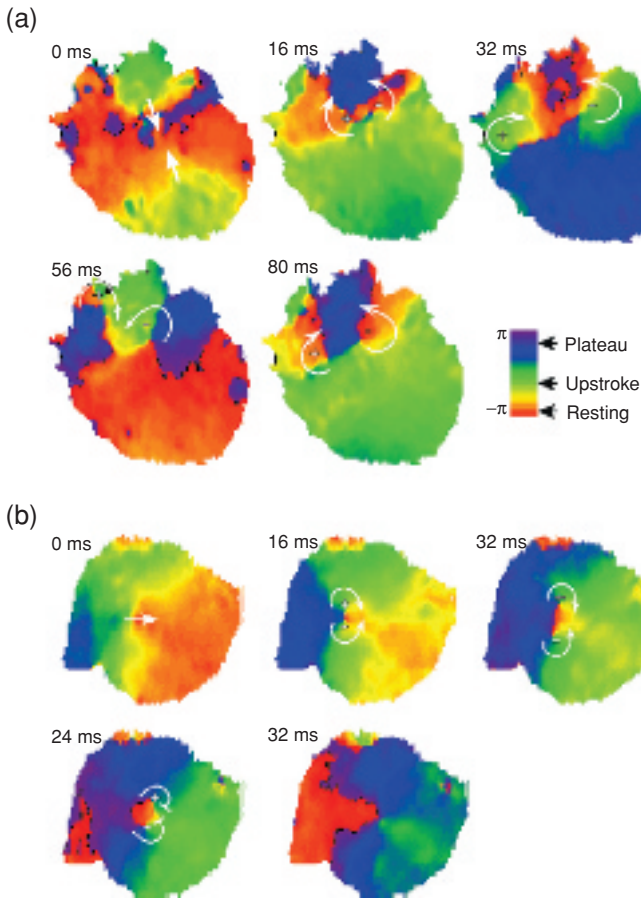 (a)
0 ms
16 ms
32 ms
56 ms
80 ms
π
Plateau
Upstroke
−π
Resting
(b)
0 ms
16 ms
32 ms
24 ms
32 ms